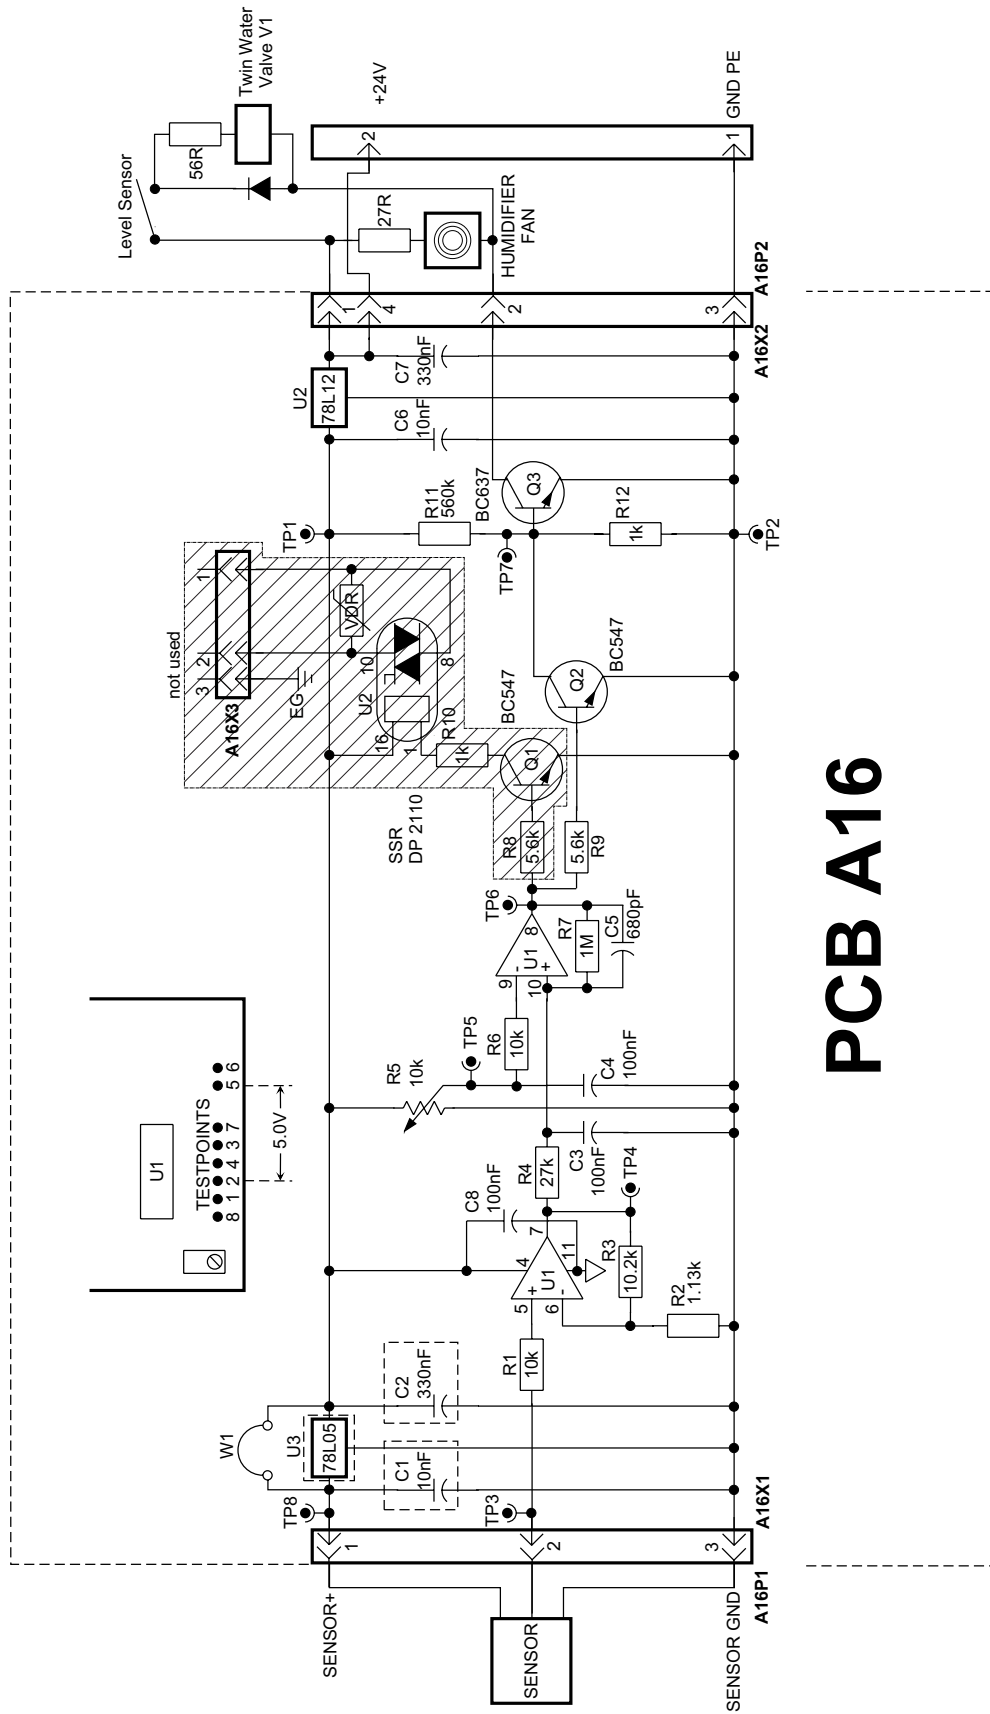 SENSOR+
SENSOR
SENSOR GND
A16P1
A16X1
1
2
3
TP8
TP3
W1
U3
78L05
C1
10nF
C2
330nF
R1
10k
5
6
+
-
U1
4
7
11
C8
100nF
R3
10.2k
R2
1.13k
R4
27k
TP4
C3
100nF
R5
10k
TP5
C4
100nF
R6
10k
9
10
-
+
U1
8
TP6
R7
1M
C5
680pF
U1
TESTPOINTS
8 1 2 4 3 7 5 6
5.0V
R8
5.6k
5.6k
R9
SSR
DP 2110
Q1
BC547
R10
1k
16
1
U2
10
8
VDR
EG
A16X3
3
2
1
not used
Q2
BC547
TP1
R11
560k
TP7
BC637
Q3
R12
1k
TP2
U2
78L12
C6
10nF
C7
330nF
1
4
2
3
A16X2
A16P2
Level Sensor
56R
Twin Water
Valve V1
27R
HUMIDIFIER
FAN
2
+24V
1
GND PE
PCB A16